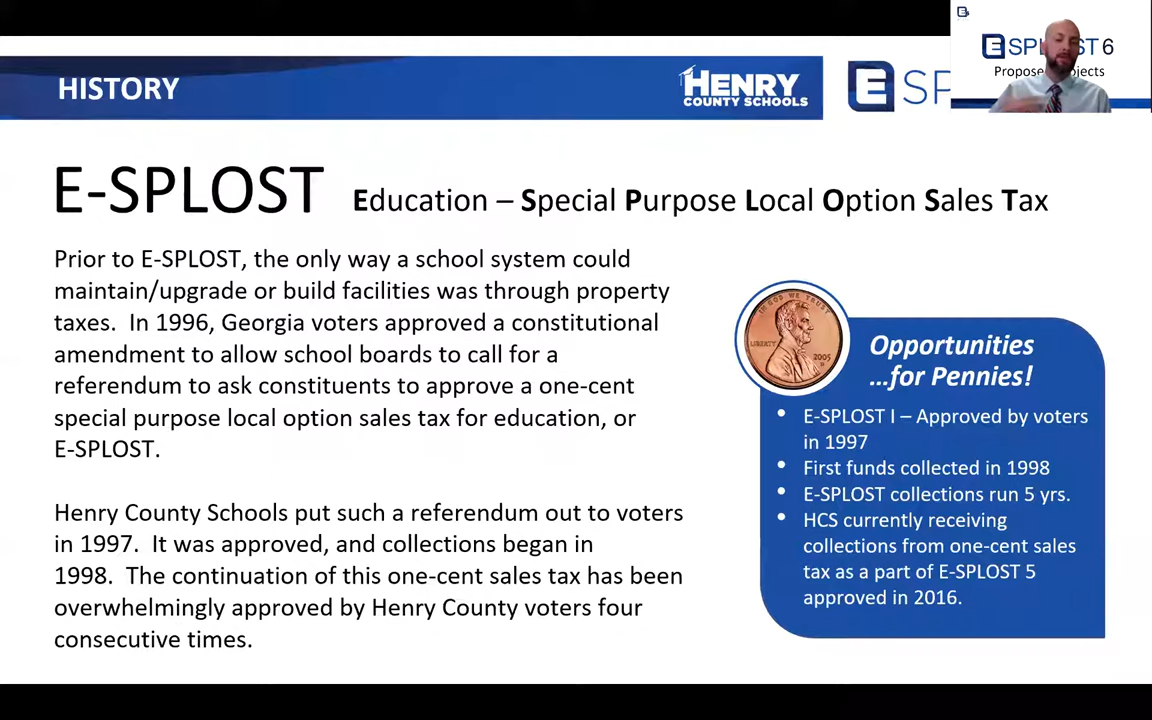 HISTORY
HENRY
COUNTY SCHOOLS
E SP
E SPL ST 6
Propose jects
E-SPLOST Education – Special Purpose Local Option Sales Tax
Prior to E-SPLOST, the only way a school system could
maintain/upgrade or build facilities was through property
taxes. In 1996, Georgia voters approved a constitutional
amendment to allow school boards to call for a
referendum to ask constituents to approve a one-cent
special purpose local option sales tax for education, or
E-SPLOST.
Henry County Schools put such a referendum out to voters
in 1997. It was approved, and collections began in
1998. The continuation of this one-cent sales tax has been
overwhelmingly approved by Henry County voters four
consecutive times.
IN GOD WE TRUST
LIBERTY
2005
D
Opportunities
...for Pennies!
• E-SPLOST I – Approved by voters
in 1997
• First funds collected in 1998
• E-SPLOST collections run 5 yrs.
• HCS currently receiving
collections from one-cent sales
tax as a part of E-SPLOST 5
approved in 2016.